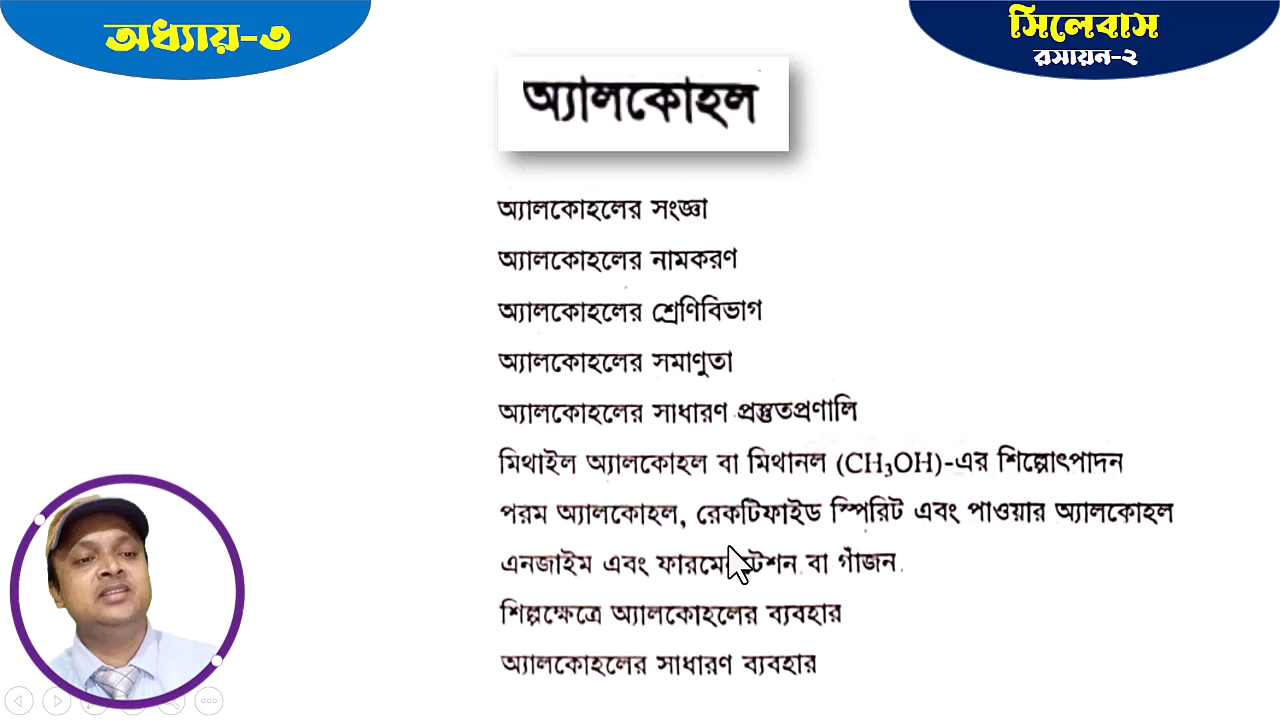 অধ্যায়-৩
সিলেবাস
রসায়ন-২
অ্যালকোহল
অ্যালকোহলের সংজ্ঞা
অ্যালকোহলের নামকরণ
অ্যালকোহলের শ্রেণিবিভাগ
অ্যালকোহলের সমাণুতা
অ্যালকোহলের সাধারণ প্রস্তুতপ্রণালি
মিথাইল অ্যালকোহল বা মিথানল (CH₃OH)-এর শিল্পোৎপাদন
পরম অ্যালকোহল, রেকটিফাইড স্পিরিট এবং পাওয়ার অ্যালকোহল
এনজাইম এবং বা গাঁজন
শিল্পক্ষেত্রে অ্যালকোহলের ব্যবহার
অ্যালকোহলের সাধারণ ব্যবহার